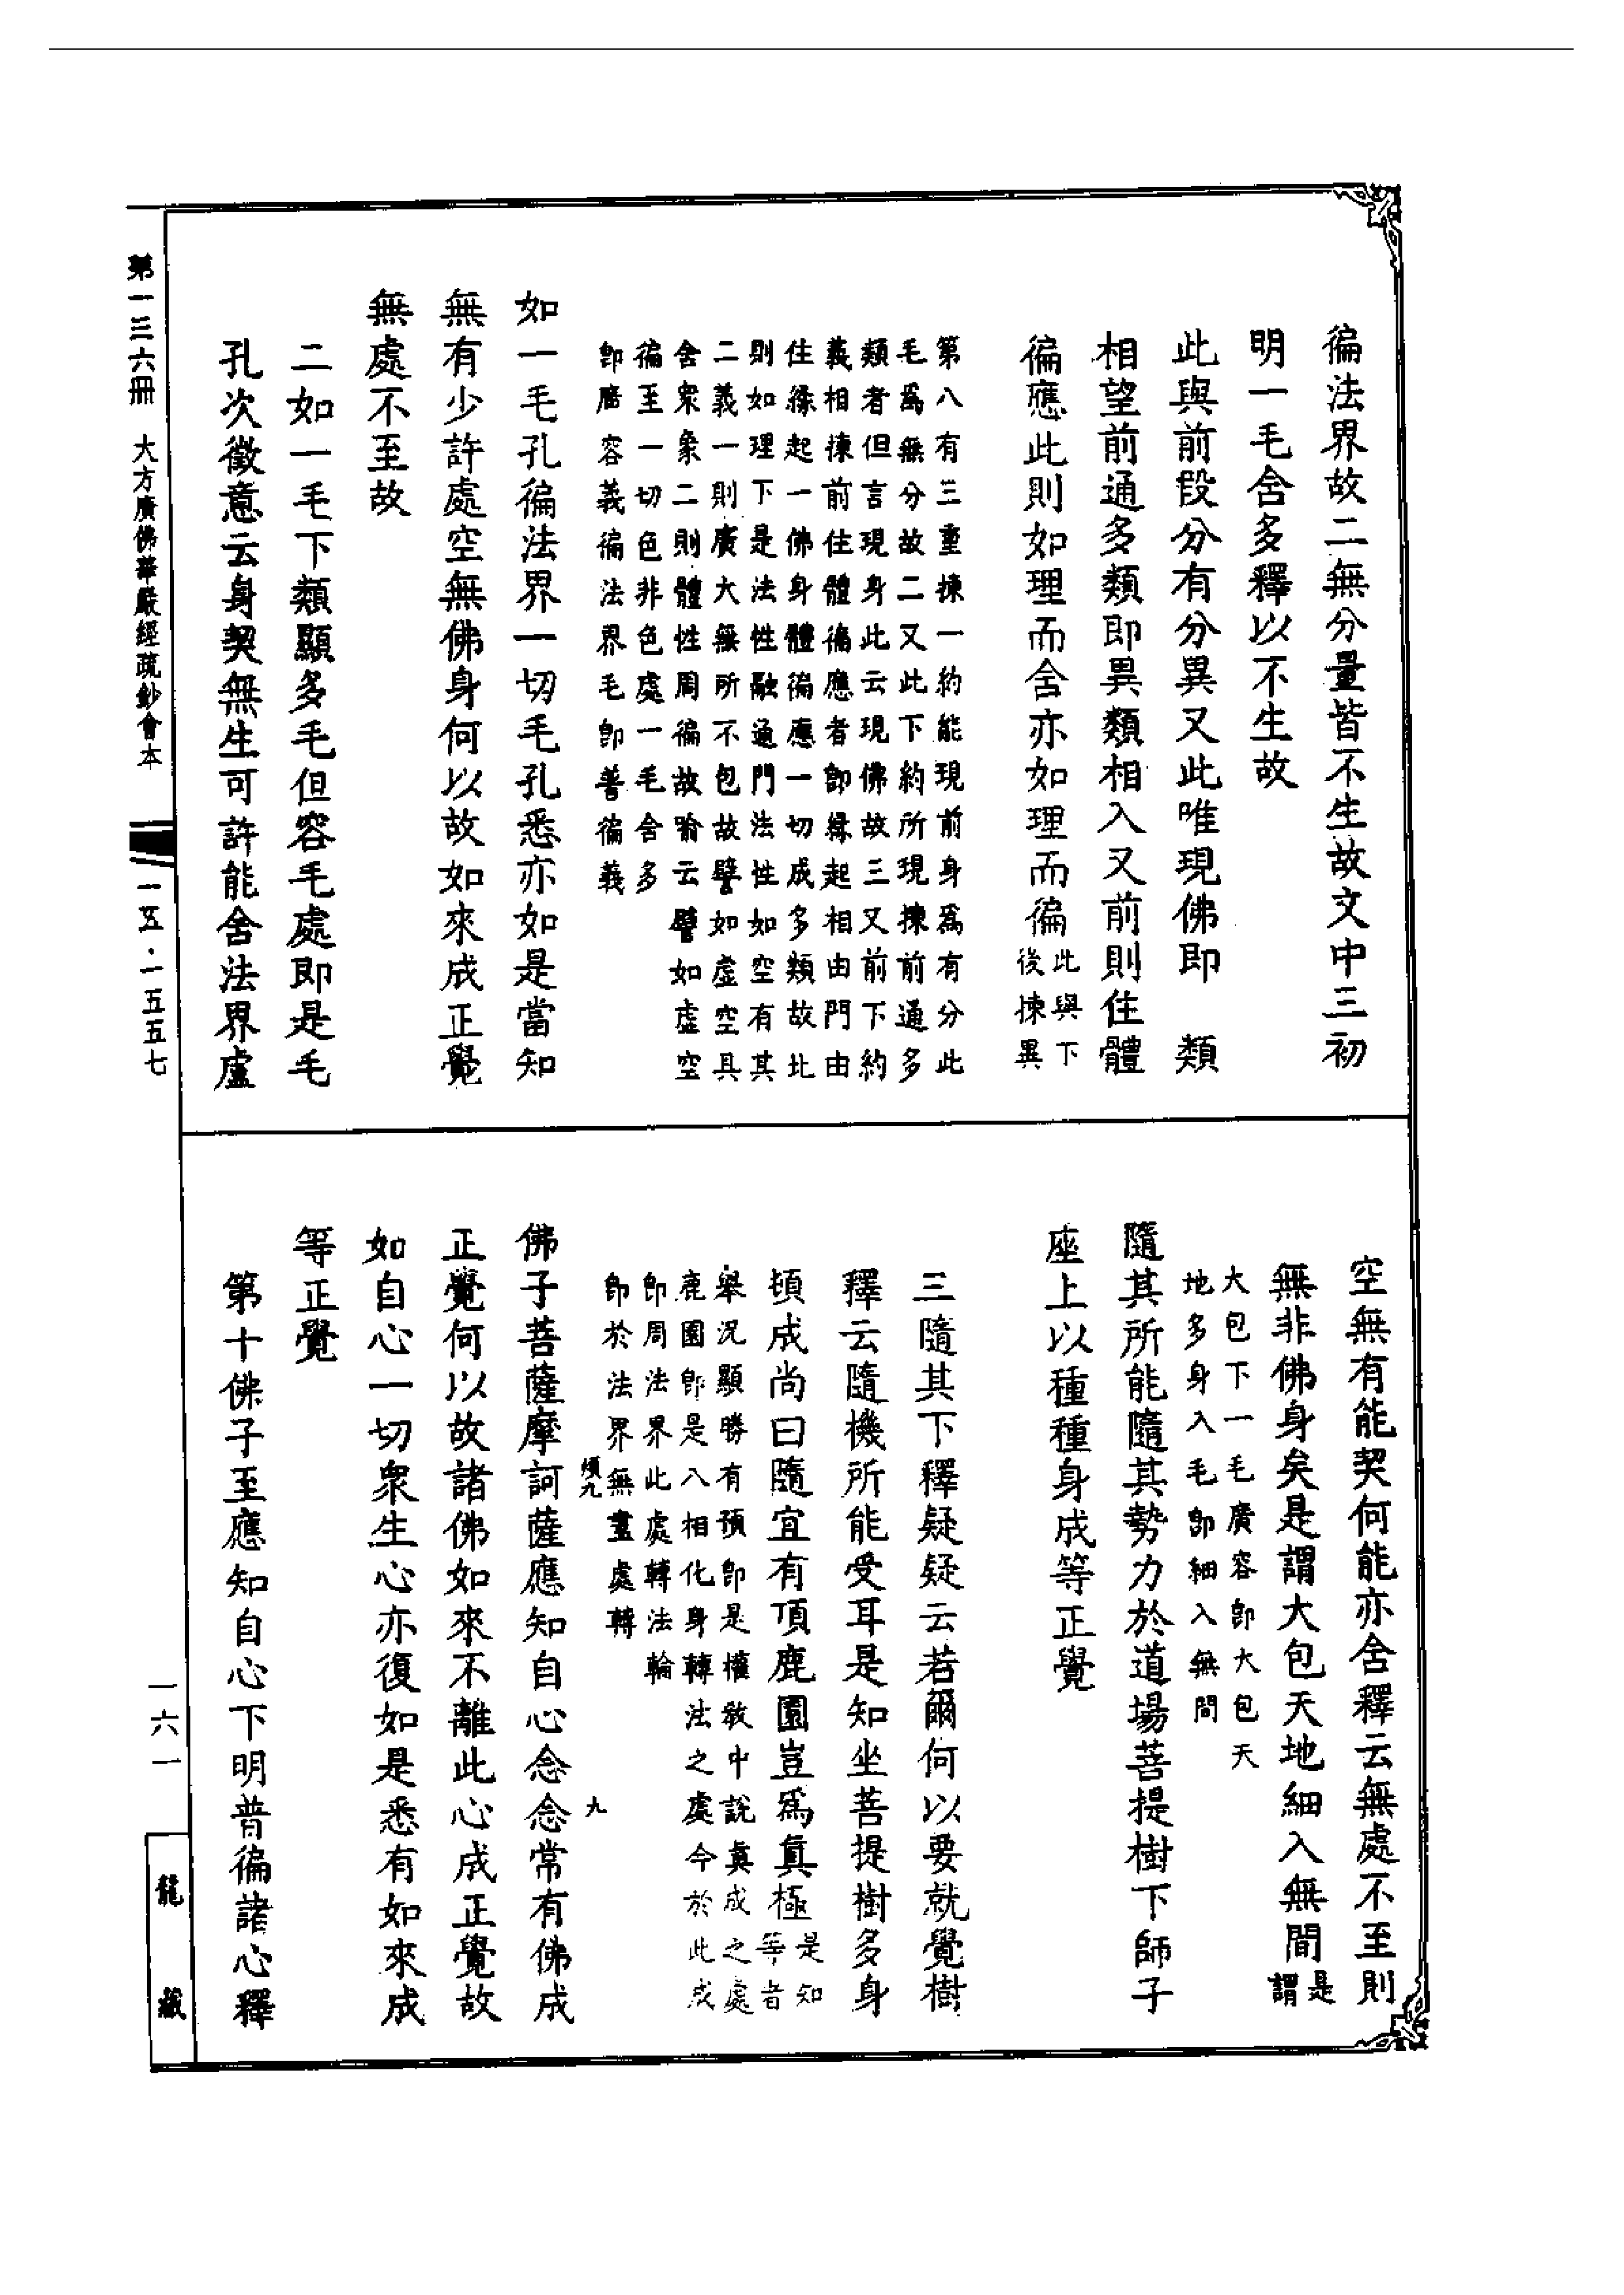 徧法界故二無分量皆不生故文中三初
明一毛含多釋以不生故
此與前段分有分異又此唯現佛即　類
相望前通多類即異類相入又前則住體
徧應此則如理而含亦如理而徧此與下
後揀異
第八有三重揀一約能現前身爲有分此
毛爲無分故二又此下約所現揀前通多
類者但言現身此云現佛故三又前下約
義相揀前住體徧應者即緣起相由門由
住緣起一佛身體徧應一切成多類故此
則如理下是法性融通門法性如空有其
二義一則廣大無所不包故譬如虛空具
含衆象二則體性周徧故喻云譬如虛空
徧至一切色非色處一毛含多
即廣容義徧法界毛即普徧義
如一毛孔徧法界一切毛孔悉亦如是當知
無有少許處空無佛身何以故如來成正覺
無處不至故
二如一毛下類顯多毛但容毛處即是毛
孔次徵意云身契無生可許能含法界虛
空無有能契何能亦含釋云無處不至則
無非佛身矣是謂大包天地細入無間是
謂
大包下一毛廣容即大包天
地多身入毛即細入無間
隨其所能隨其勢力於道場菩提樹下師子
座上以種種身成等正覺
三隨其下釋疑疑云若爾何以要就覺樹
釋云隨機所能受耳是知坐菩提樹多身
頓成尚曰隨宜有頂鹿園豈爲真極是知
等者
舉況顯勝有頂即是權教中說真成之處
鹿園即是八相化身轉法之處今於此成
即周法界此處轉法輪
即於法界無盡處轉
佛子菩薩摩訶薩應知自心念念常有佛成
正覺何以故諸佛如來不離此心成正覺故
如自心一切衆生心亦復如是悉有如來成
等正覺
第十佛子至應知自心下明普徧諸心釋
九
第一三六冊　大方廣佛華嚴經疏鈔會本
一五·一五五七
一六一
龍藏